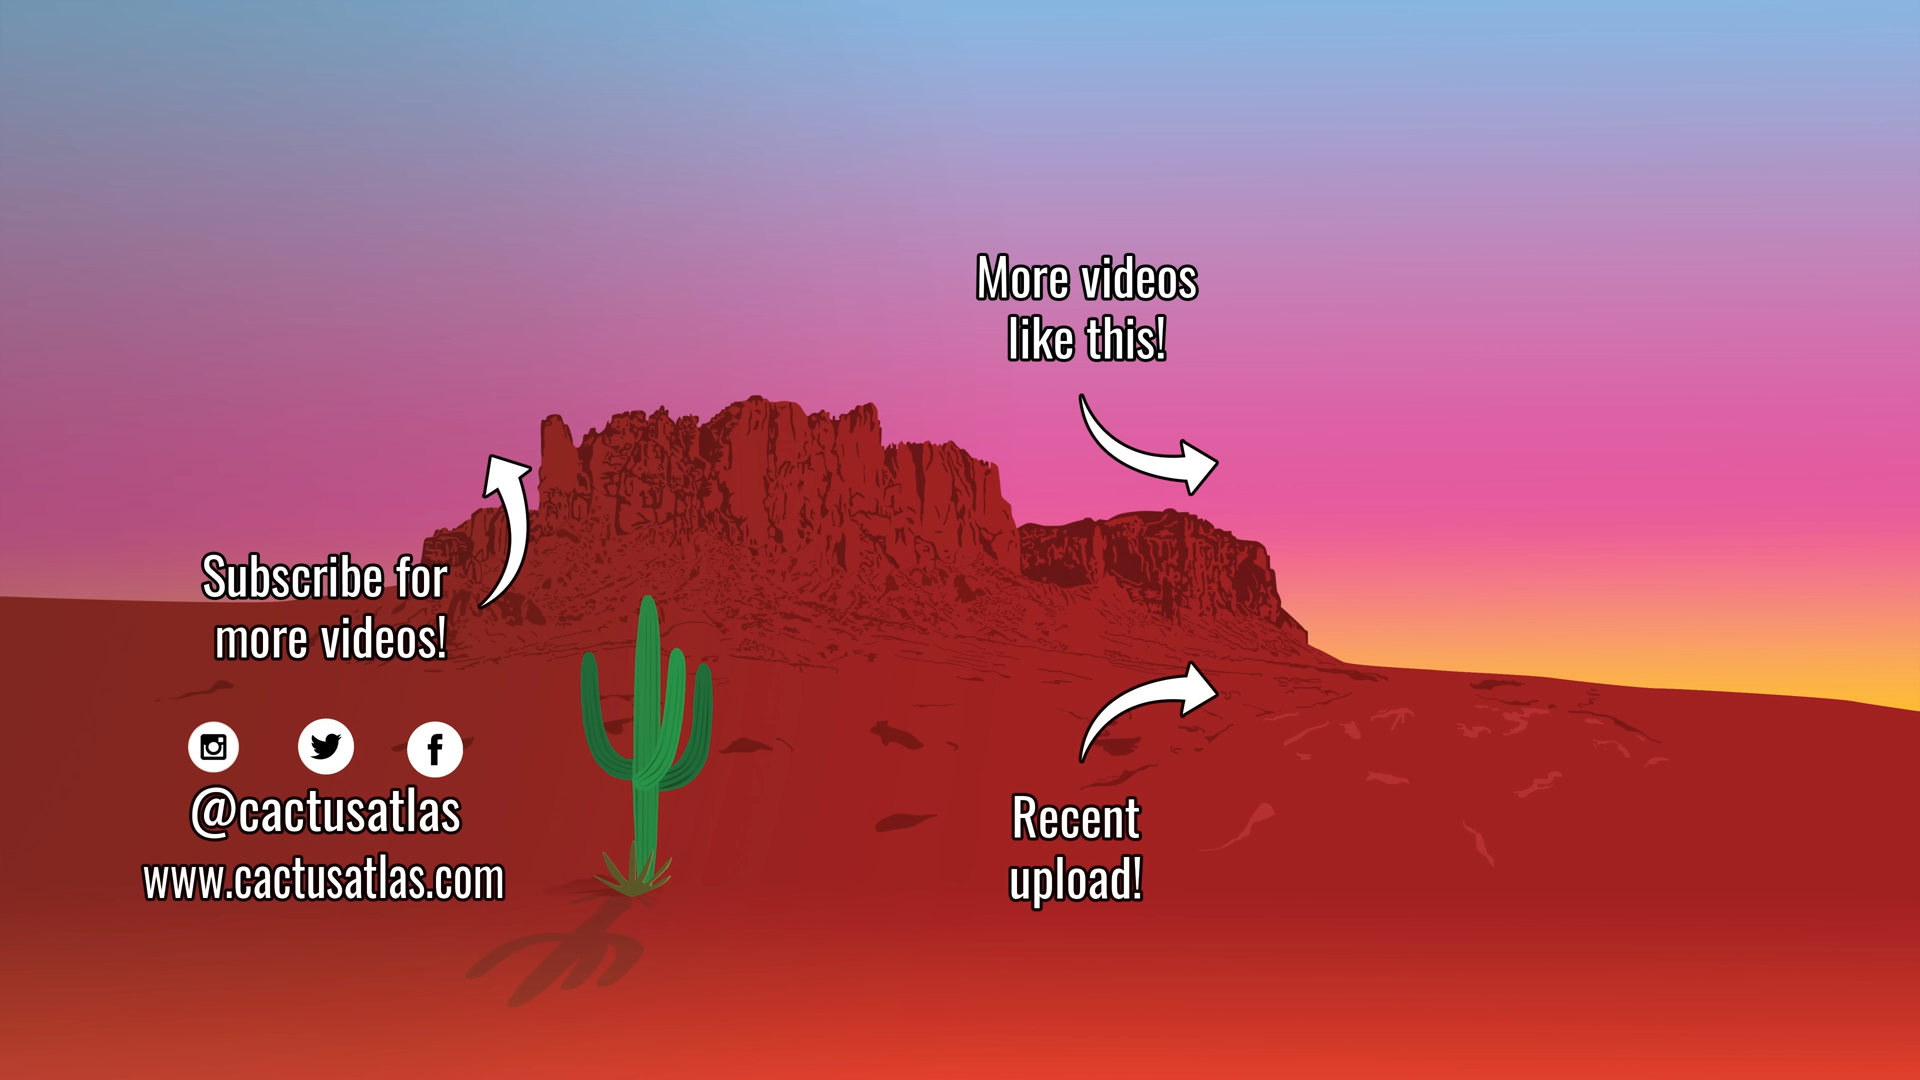 More videos
like this!
Subscribe for
more videos!
@cactusatlas
www.cactusatlas.com
Recent
upload!